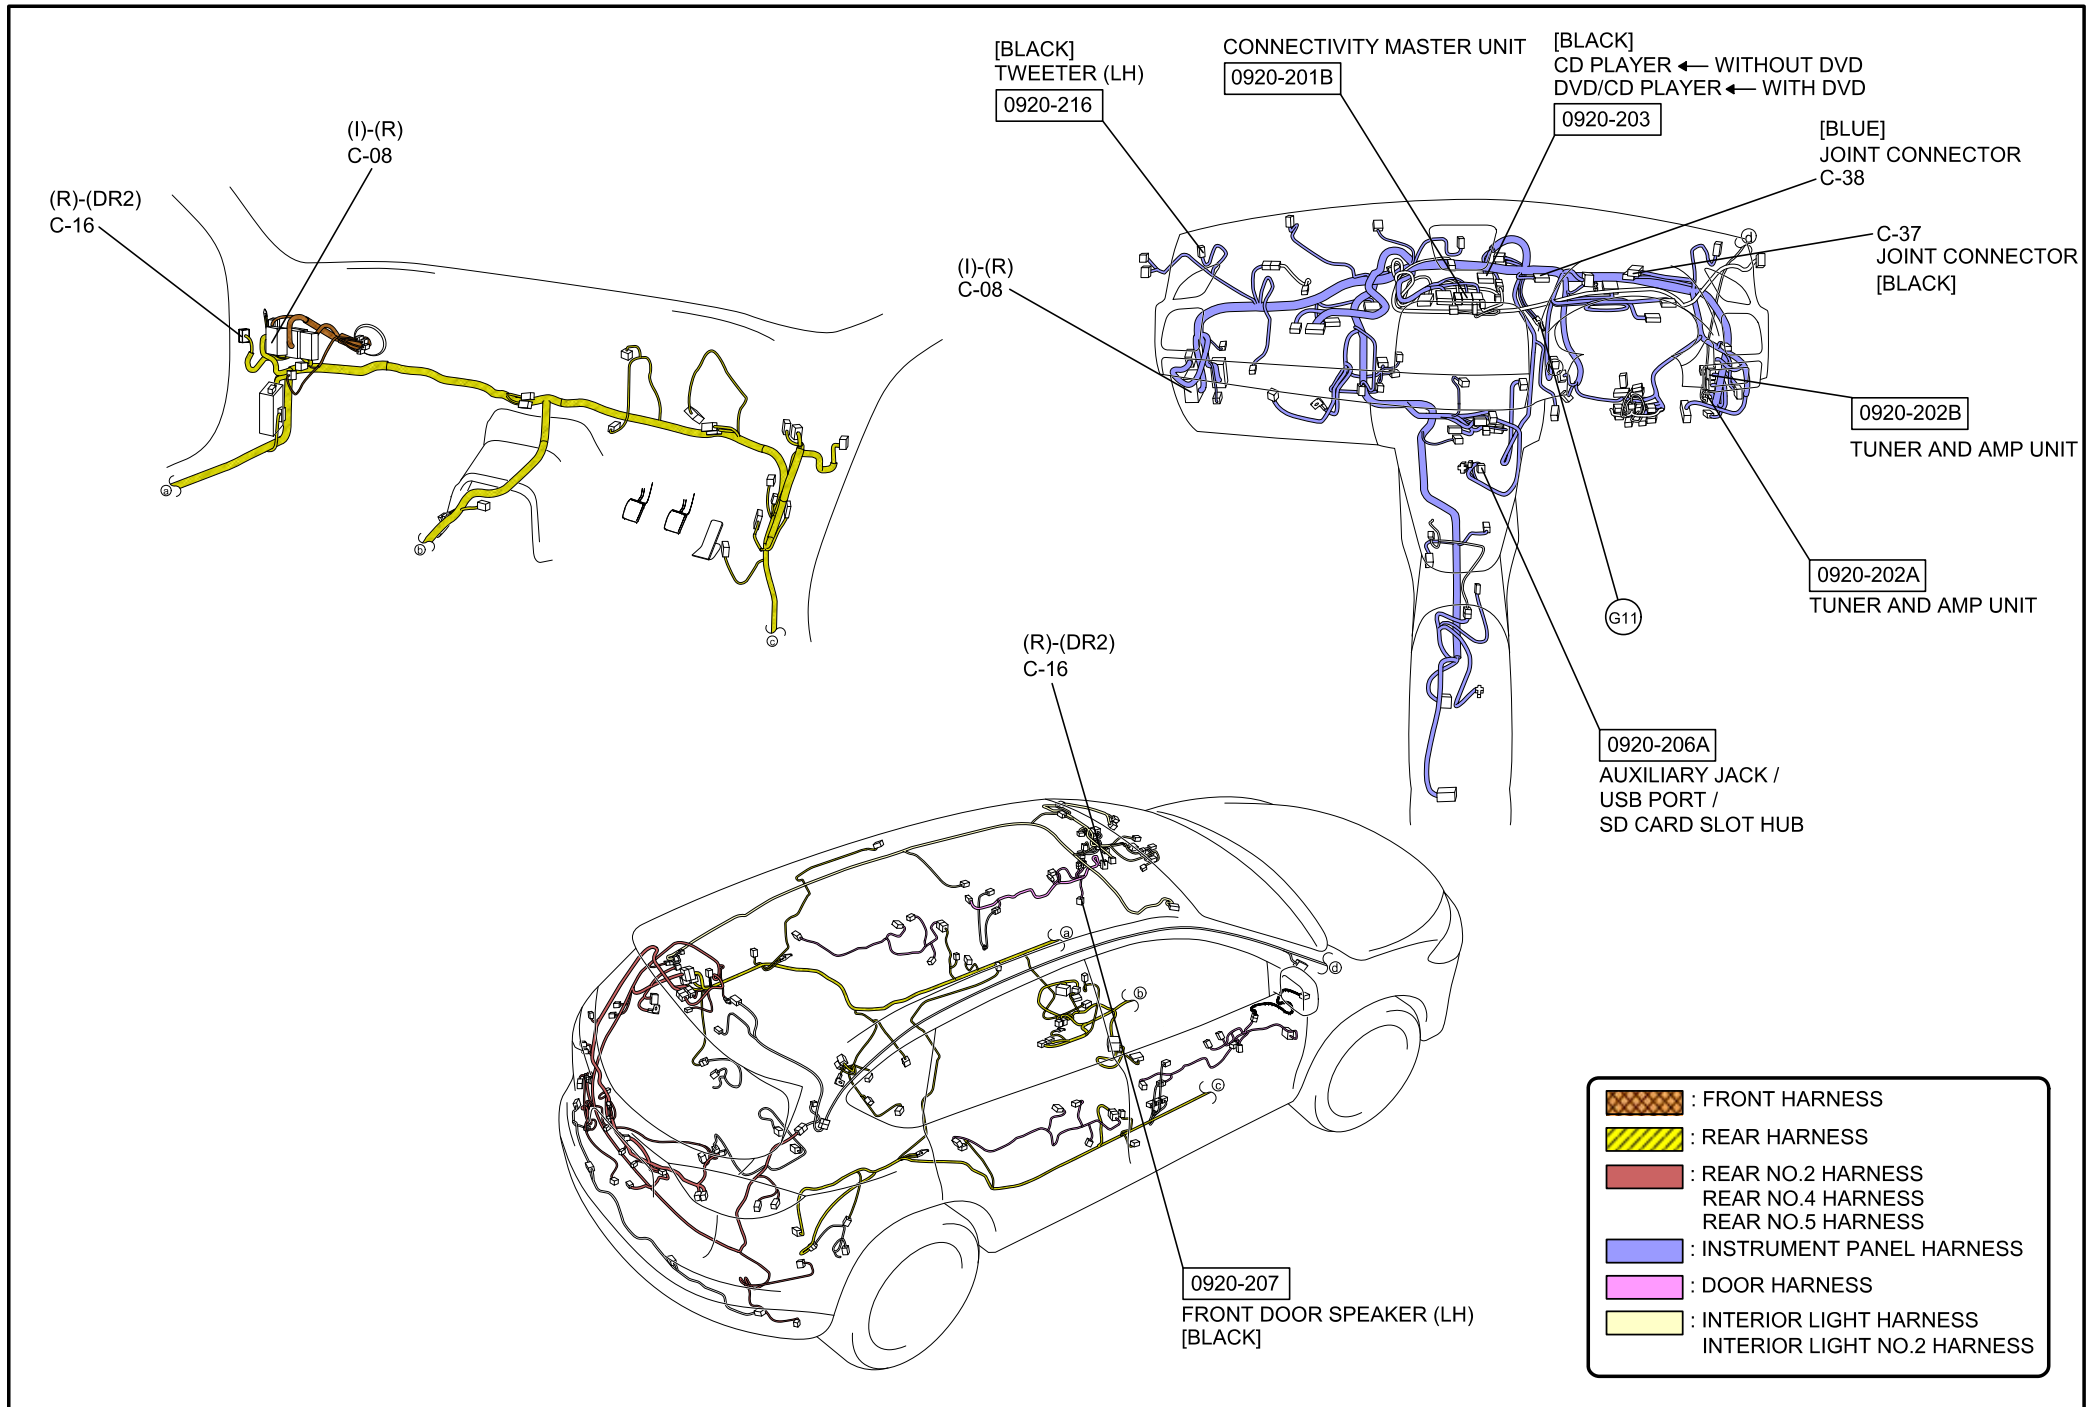 [BLACK]
TWEETER (LH)
0920-216
CONNECTIVITY MASTER UNIT
0920-201B
[BLACK]
CD PLAYER ← WITHOUT DVD
DVD/CD PLAYER ← WITH DVD
0920-203
[BLUE]
JOINT CONNECTOR
C-38
C-37
JOINT CONNECTOR
[BLACK]
(I)-(R)
C-08
(R)-(DR2)
C-16
(I)-(R)
C-08
a
b
c
d
0920-202B
TUNER AND AMP UNIT
0920-202A
TUNER AND AMP UNIT
G11
0920-206A
AUXILIARY JACK /
USB PORT /
SD CARD SLOT HUB
(R)-(DR2)
C-16
a
b
c
d
0920-207
FRONT DOOR SPEAKER (LH)
[BLACK]
: FRONT HARNESS
: REAR HARNESS
: REAR NO.2 HARNESS
REAR NO.4 HARNESS
REAR NO.5 HARNESS
: INSTRUMENT PANEL HARNESS
: DOOR HARNESS
: INTERIOR LIGHT HARNESS
INTERIOR LIGHT NO.2 HARNESS